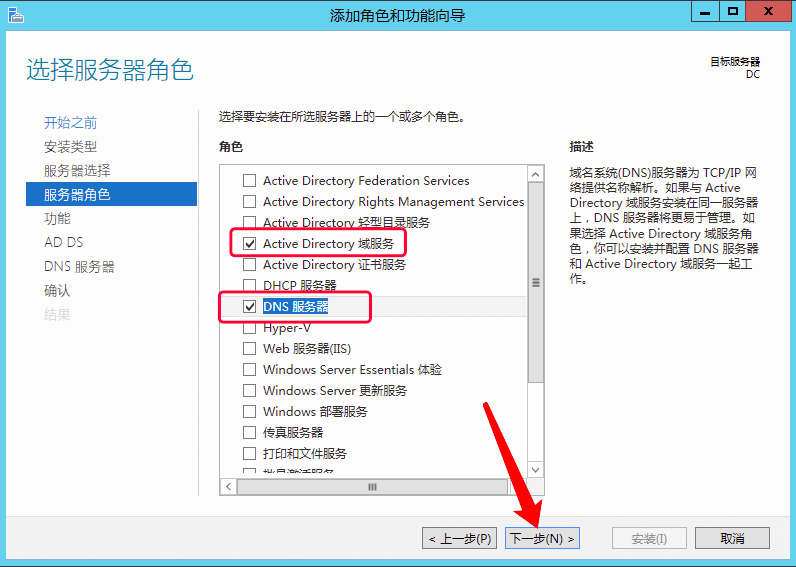 添加角色和功能向导
选择服务器角色
目标服务器
DC
开始之前
安装类型
服务器选择
服务器角色
功能
AD DS
DNS 服务器
确认
结果
选择要安装在所选服务器上的一个或多个角色。
角色
Active Directory Federation Services
Active Directory Rights Management Services
Active Directory 轻型目录服务
Active Directory 域服务
Active Directory 证书服务
DHCP 服务器
DNS 服务器
Hyper-V
Web 服务器(IIS)
Windows Server Essentials 体验
Windows Server 更新服务
Windows 部署服务
传真服务器
打印和文件服务
批量激活服务
描述
域名系统(DNS)服务器为 TCP/IP 网
络提供名称解析。如果与 Active
Directory 域服务安装在同一服务器
上，DNS 服务器将更易于管理。如
果选择 Active Directory 域服务角
色，你可以安装并配置 DNS 服务器
和 Active Directory 域服务一起工
作。
< 上一步(P)
下一步(N) >
安装(I)
取消